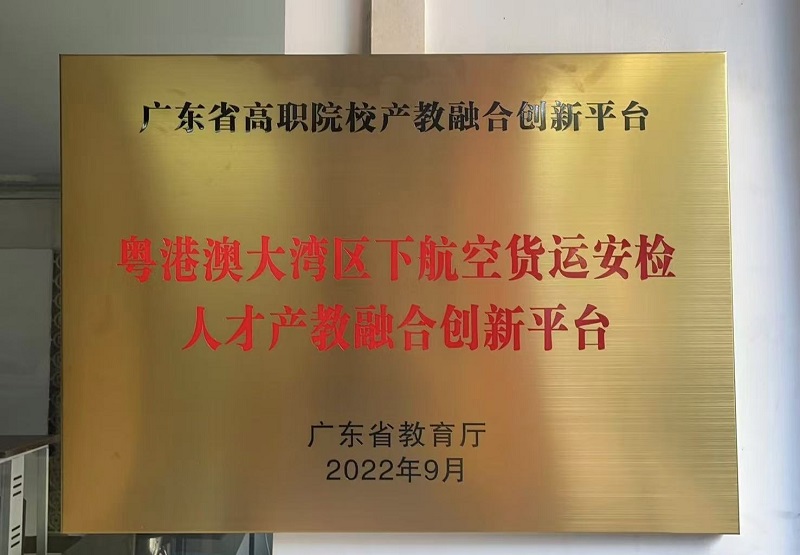 广东省高职院校产教融合创新平台
粤港澳大湾区下航空货运安检
人才产教融合创新平台
广东省教育厅
2022年9月